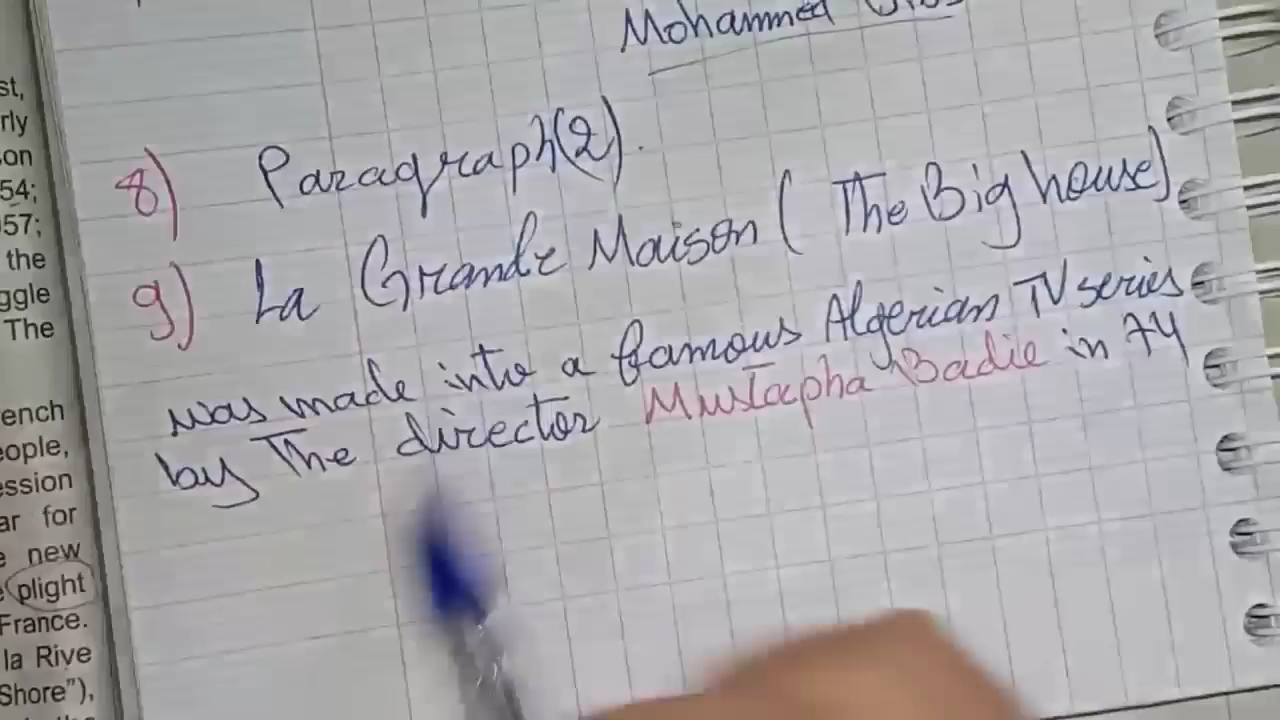 Mohammed
8) Paragraph(2).
9) La Grande Maison (The Big house)
was made into a famous Algerian TV series
by The director Mustapha Badie in 74
st,
rly
on
54;
957;
the
ggle
The
ench
eople,
ession
ar for
e new
plight
France.
la Rive
Shore"),